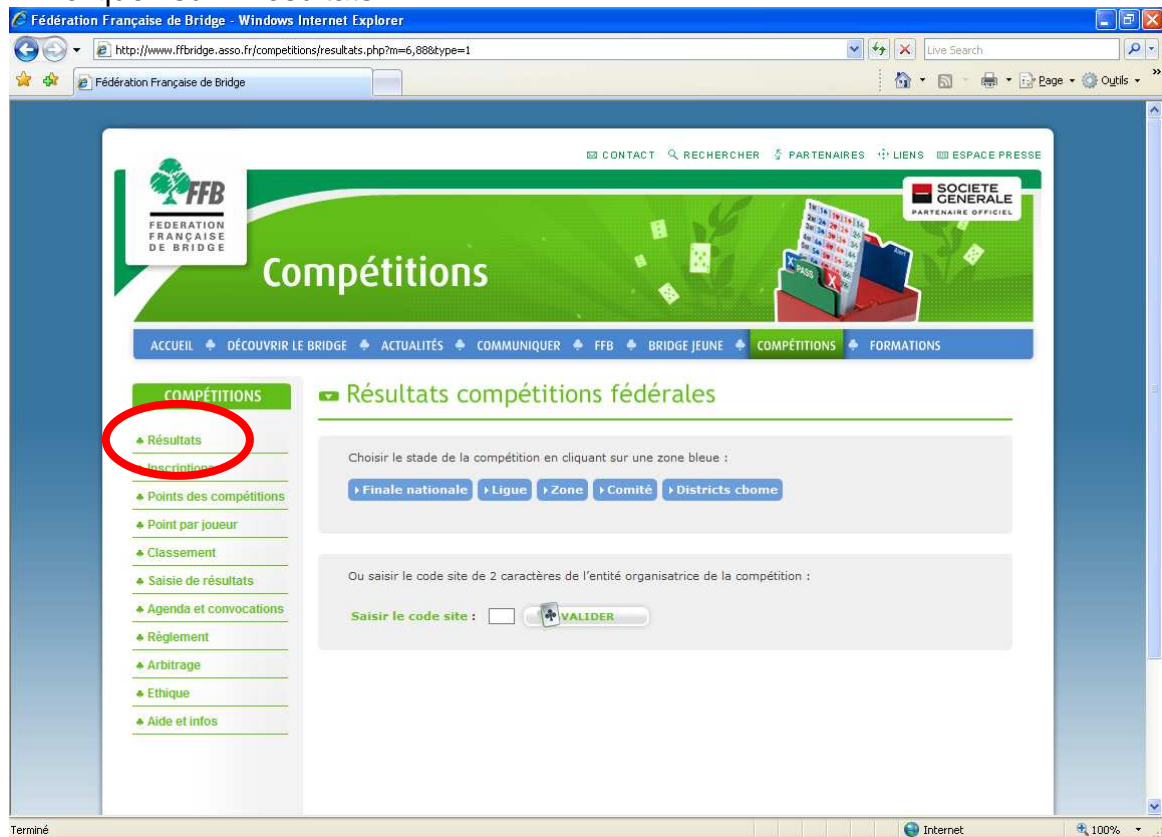 Fédération Française de Bridge - Windows Internet Explorer
http://www.ffbridge.asso.fr/competitions/resultats.php?m=6,88&type=1
Live Search
Fédération Française de Bridge
Page
Outils
CONTACT RECHERCHER PARTENAIRES LIENS ESPACE PRESSE
FFB
FEDERATION
FRANÇAISE
DE BRIDGE
SOCIETE
GENERALE
PARTENAIRE OFFICIEL
PASS
X
Compétitions
ACCUEIL DÉCOUVRIR LE BRIDGE ACTUALITÉS COMMUNIQUER FFB BRIDGE JEUNE COMPÉTITIONS FORMATIONS
COMPÉTITIONS
Résultats
Inscriptions
Points des compétitions
Point par joueur
Classement
Saisie de résultats
Agenda et convocations
Règlement
Arbitrage
Ethique
Aide et infos
Résultats compétitions fédérales
Choisir le stade de la compétition en cliquant sur une zone bleue :
Finale nationale Ligue Zone Comité Districts cbome
Ou saisir le code site de 2 caractères de l'entité organisatrice de la compétition :
Saisir le code site : VALIDER
Terminé
Internet
100%